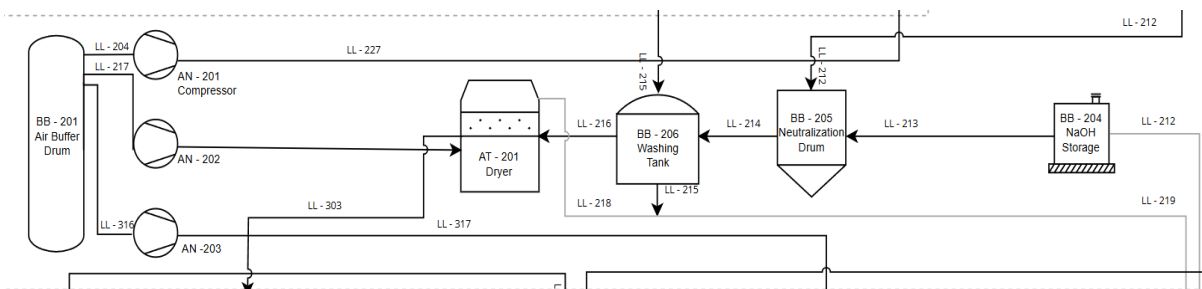 LL - 212
LL - 204
LL - 227
LL - 217
AN - 201
Compressor
LL - 215
LL - 212
BB - 201
Air Buffer
Drum
AN - 202
AT - 201
Dryer
LL - 216
BB - 206
Washing
Tank
LL - 214
BB - 205
Neutralization
Drum
LL - 213
BB - 204
NaOH
Storage
LL - 212
LL - 215
LL - 303
LL - 218
LL - 219
LL - 316
LL - 317
AN -203